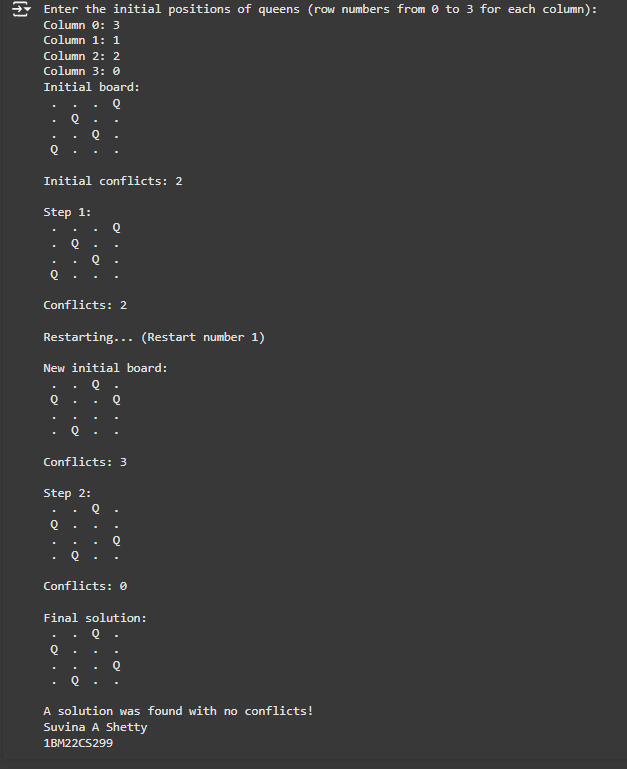 Enter the initial positions of queens (row numbers from 0 to 3 for each column):
Column 0: 3
Column 1: 1
Column 2: 2
Column 3: 0
Initial board:
. . . Q
. Q . .
. . Q .
Q . . .
Initial conflicts: 2
Step 1:
. . . Q
. Q . .
. . Q .
Q . . .
Conflicts: 2
Restarting... (Restart number 1)
New initial board:
. . Q .
Q . . Q
. . . .
. Q . .
Conflicts: 3
Step 2:
. . Q .
Q . . .
. . . Q
. Q . .
Conflicts: 0
Final solution:
. . Q .
Q . . .
. . . Q
. Q . .
A solution was found with no conflicts!
Suvina A Shetty
1BM22CS299